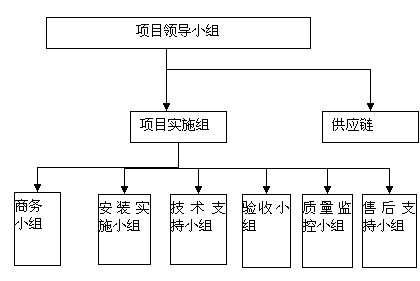 项目领导小组
项目实施组
供应链
商务
小组
安装实
施小组
技术支
持小组
验收小
组
质量监
控小组
售后支
持小组